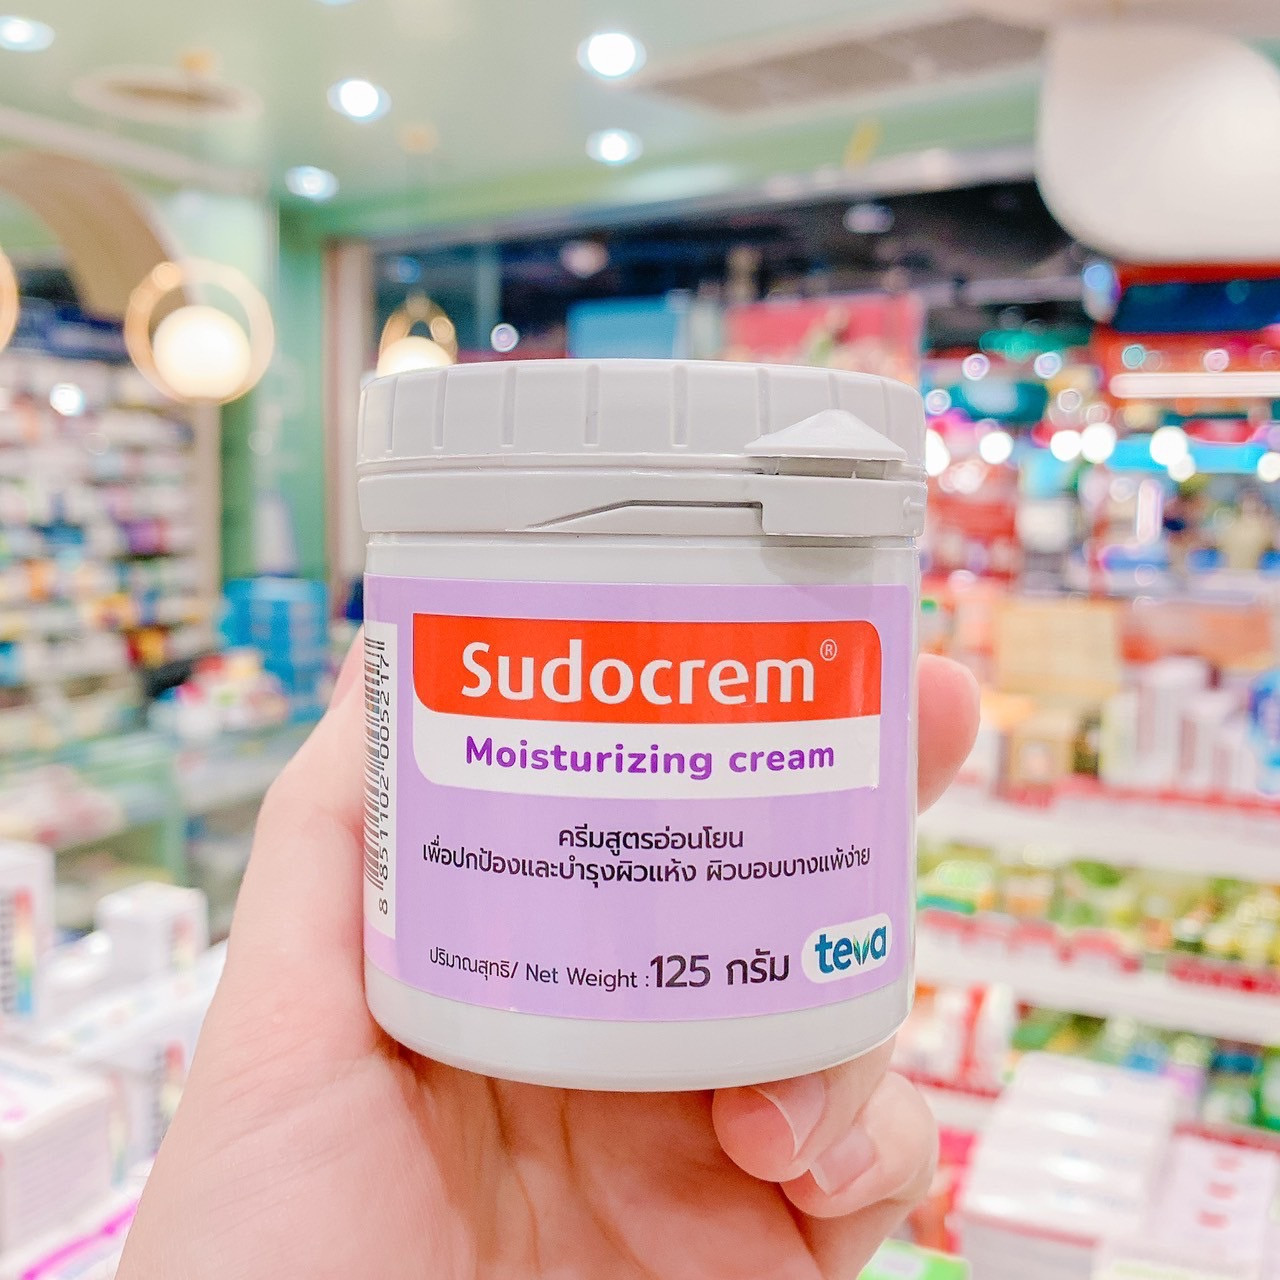 Sudocrem®
Moisturizing cream
ครีมสูตรอ่อนโยน
เพื่อปกป้องและบำรุงผิวแห้ง ผิวบอบบางแพ้ง่าย
ปริมาณสุทธิ/ Net Weight : 125 กรัม
teva
8 851102 005217